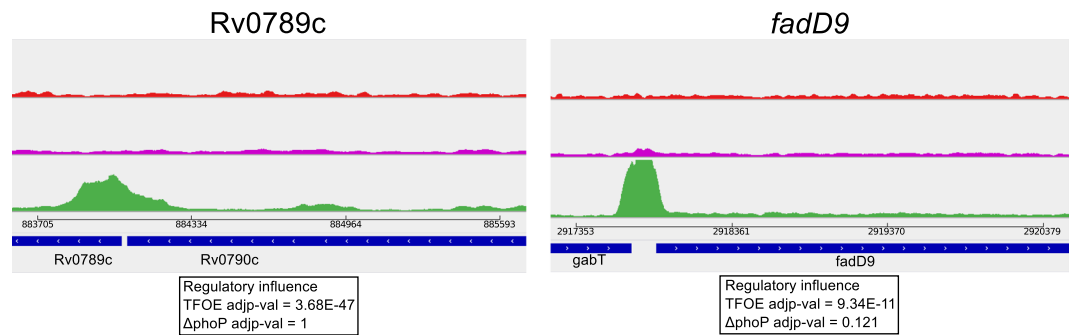 Rv0789c
883705 884334 884964 885593
Rv0789c Rv0790c
Regulatory influence
TFOE adjp-val = 3.68E-47
ΔphoP adjp-val = 1
fadD9
2917353 2918361 2919370 2920379
gabT fadD9
Regulatory influence
TFOE adjp-val = 9.34E-11
ΔphoP adjp-val = 0.121